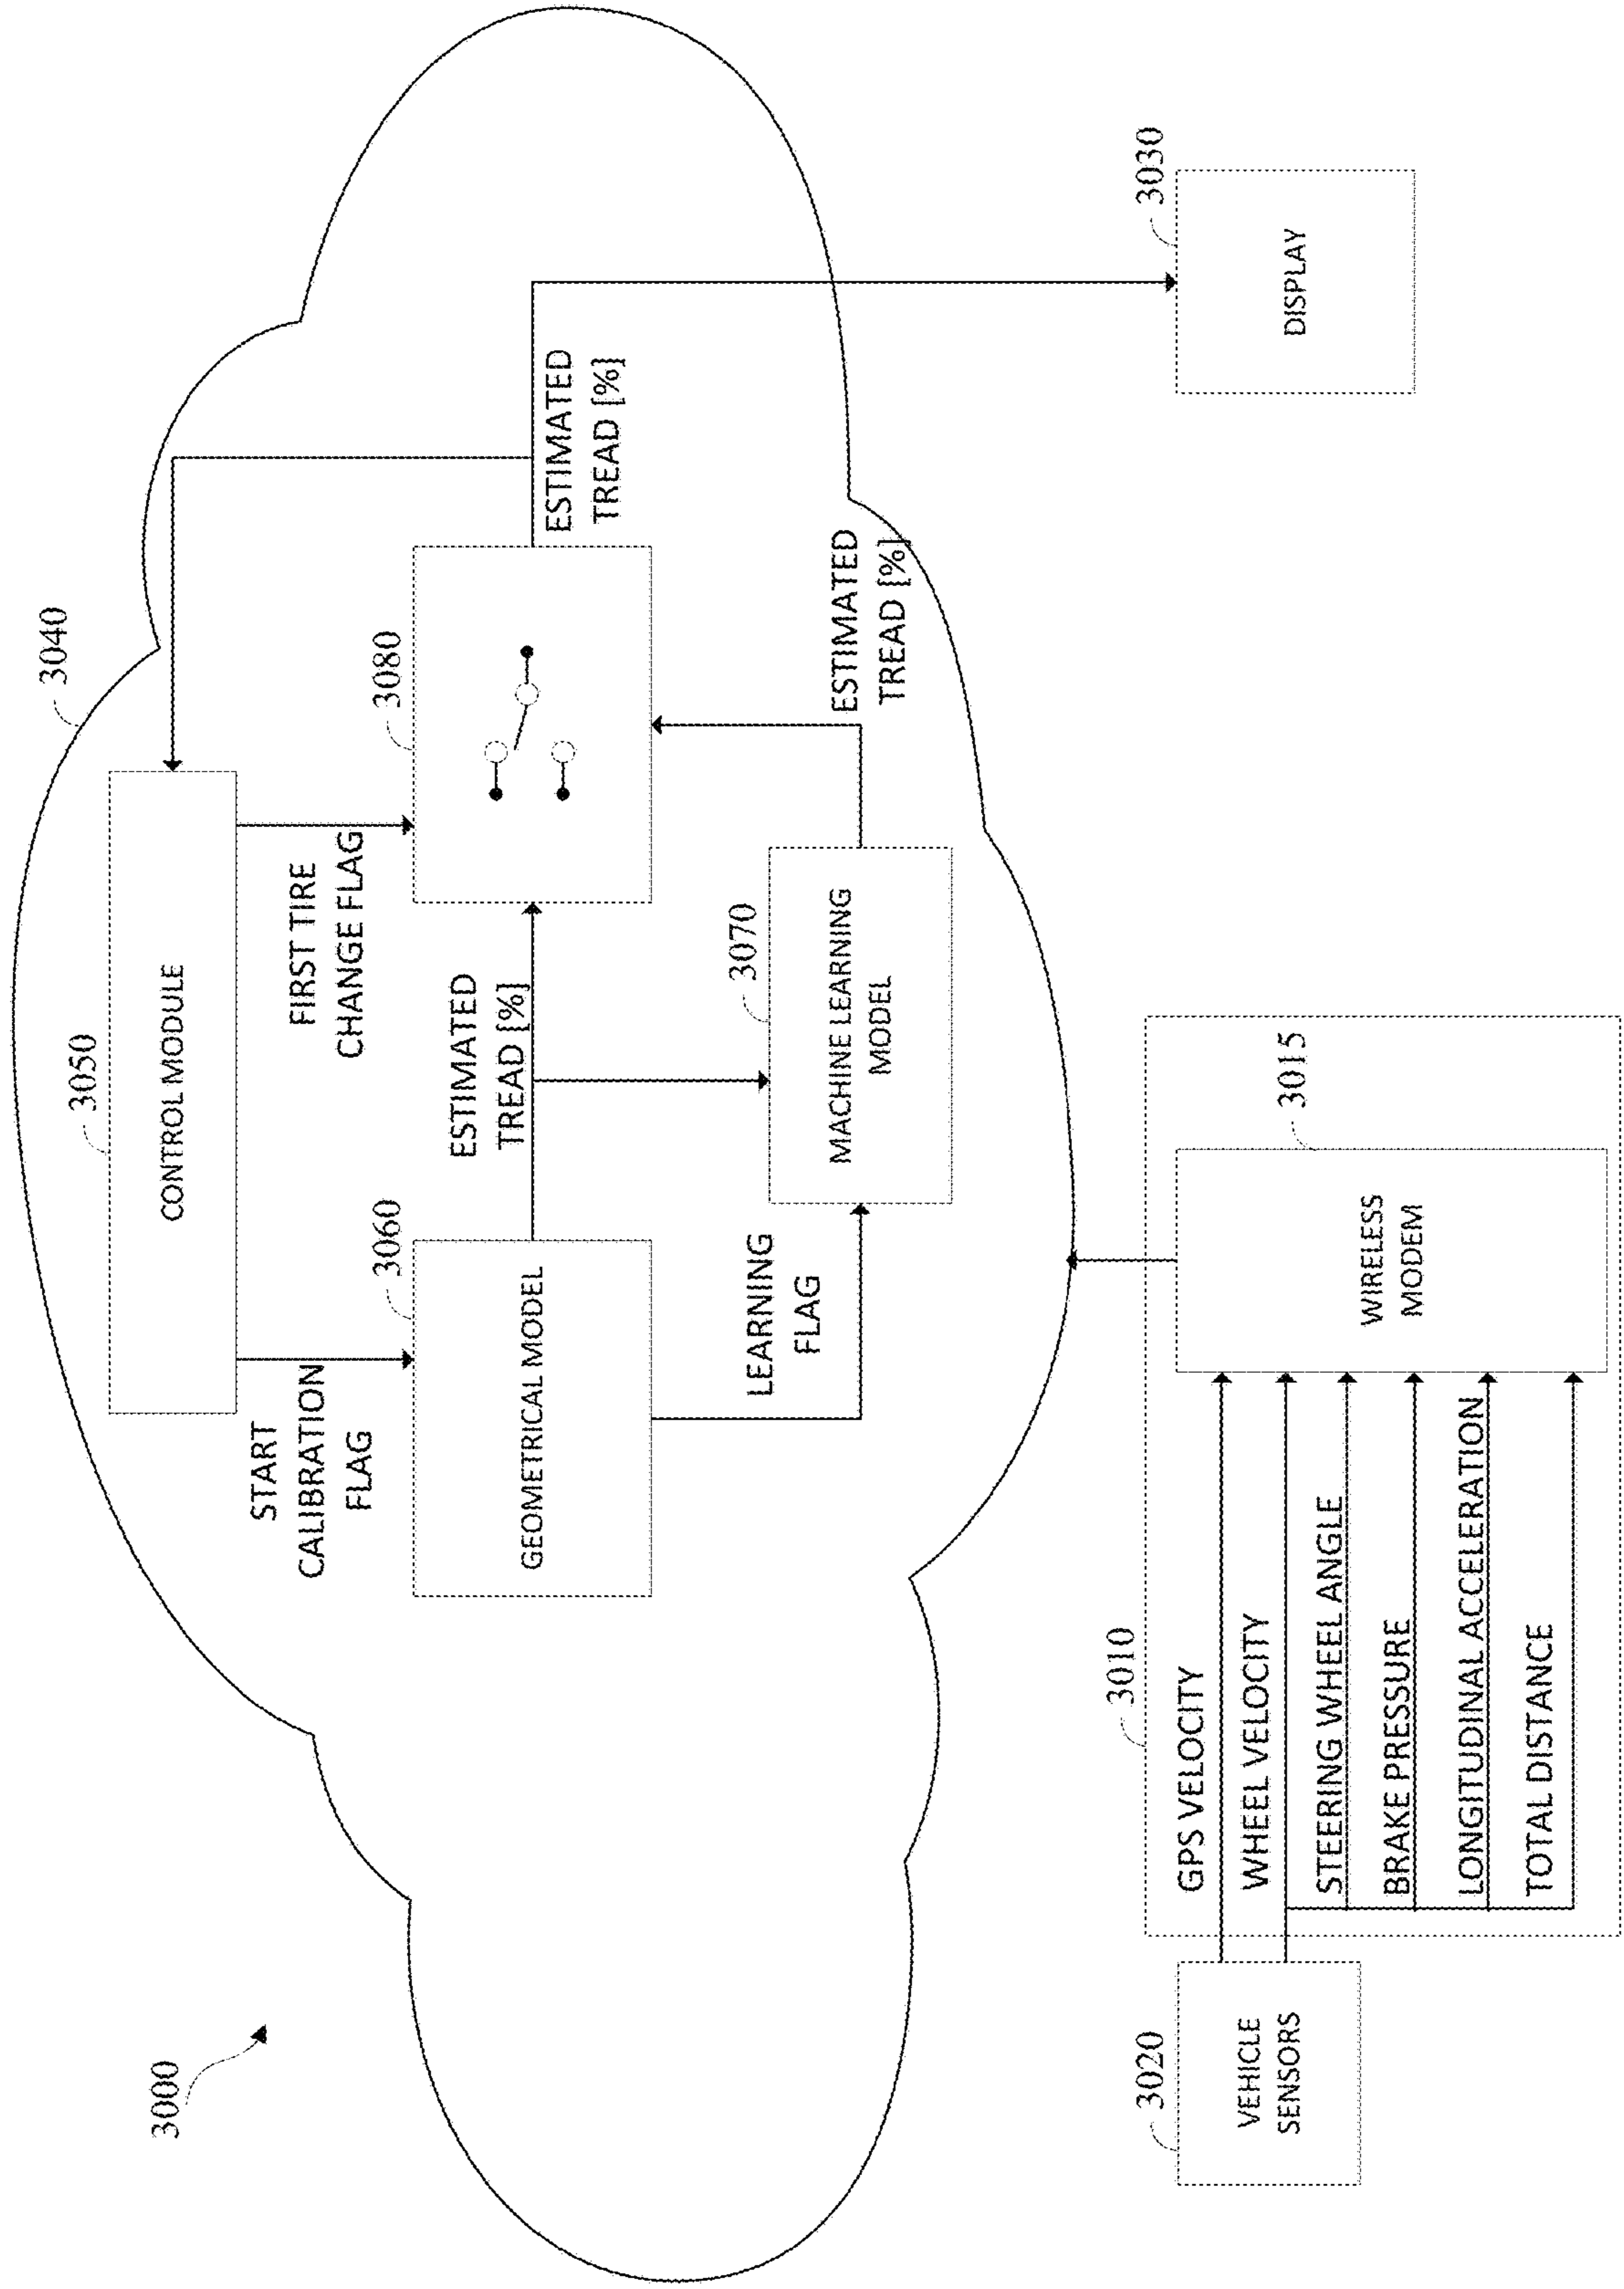 3000
3040
3050
CONTROL MODULE
START
CALIBRATION
FLAG
FIRST TIRE
CHANGE FLAG
3060
GEOMETRICAL MODEL
ESTIMATED
TREAD [%]
3080
ESTIMATED
TREAD [%]
LEARNING
FLAG
3070
MACHINE LEARNING
MODEL
ESTIMATED
TREAD [%]
3010
3020
VEHICLE
SENSORS
GPS VELOCITY
WHEEL VELOCITY
STEERING WHEEL ANGLE
BRAKE PRESSURE
LONGITUDINAL ACCELERATION
TOTAL DISTANCE
3015
WIRELESS
MODEM
3030
DISPLAY